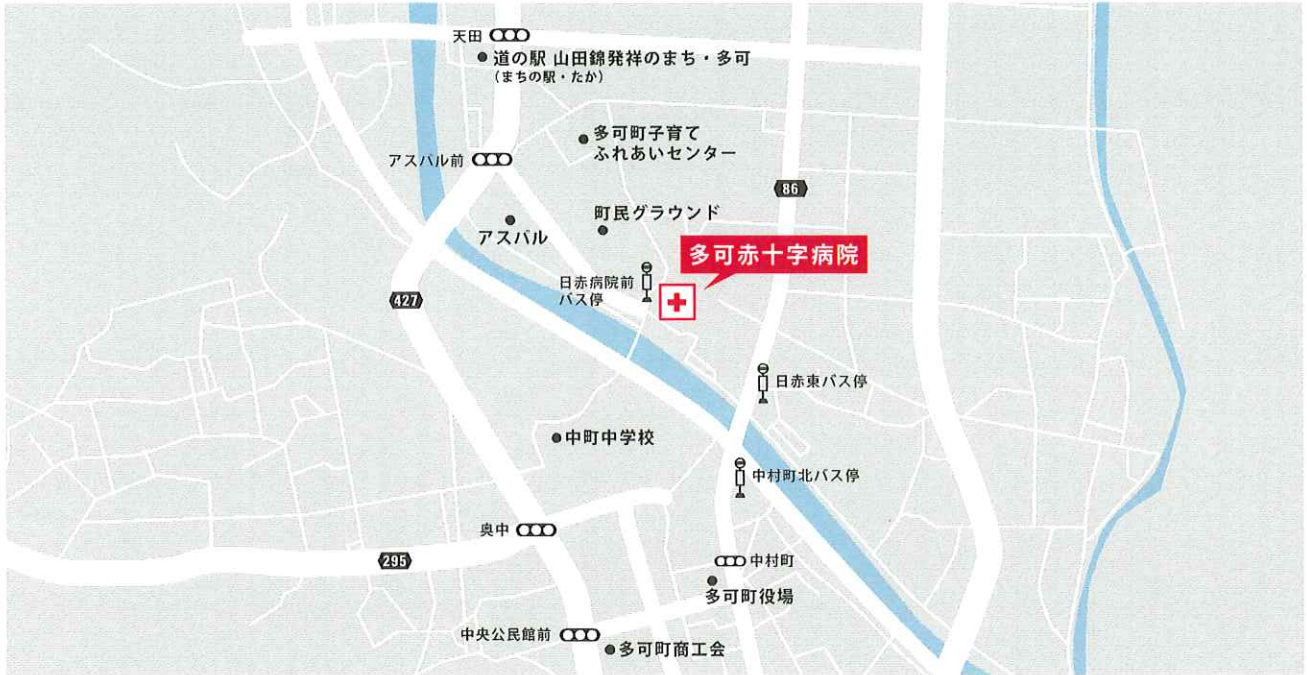 天田
道の駅 山田錦発祥のまち・多可
(まちの駅・たか)
多可町子育て
ふれあいセンター
アスパル前
86
町民グラウンド
アスパル
多可赤十字病院
日赤病院前
バス停
427
日赤東バス停
中町中学校
中村町北バス停
奥中
295
中村町
多可町役場
中央公民館前
多可町商工会